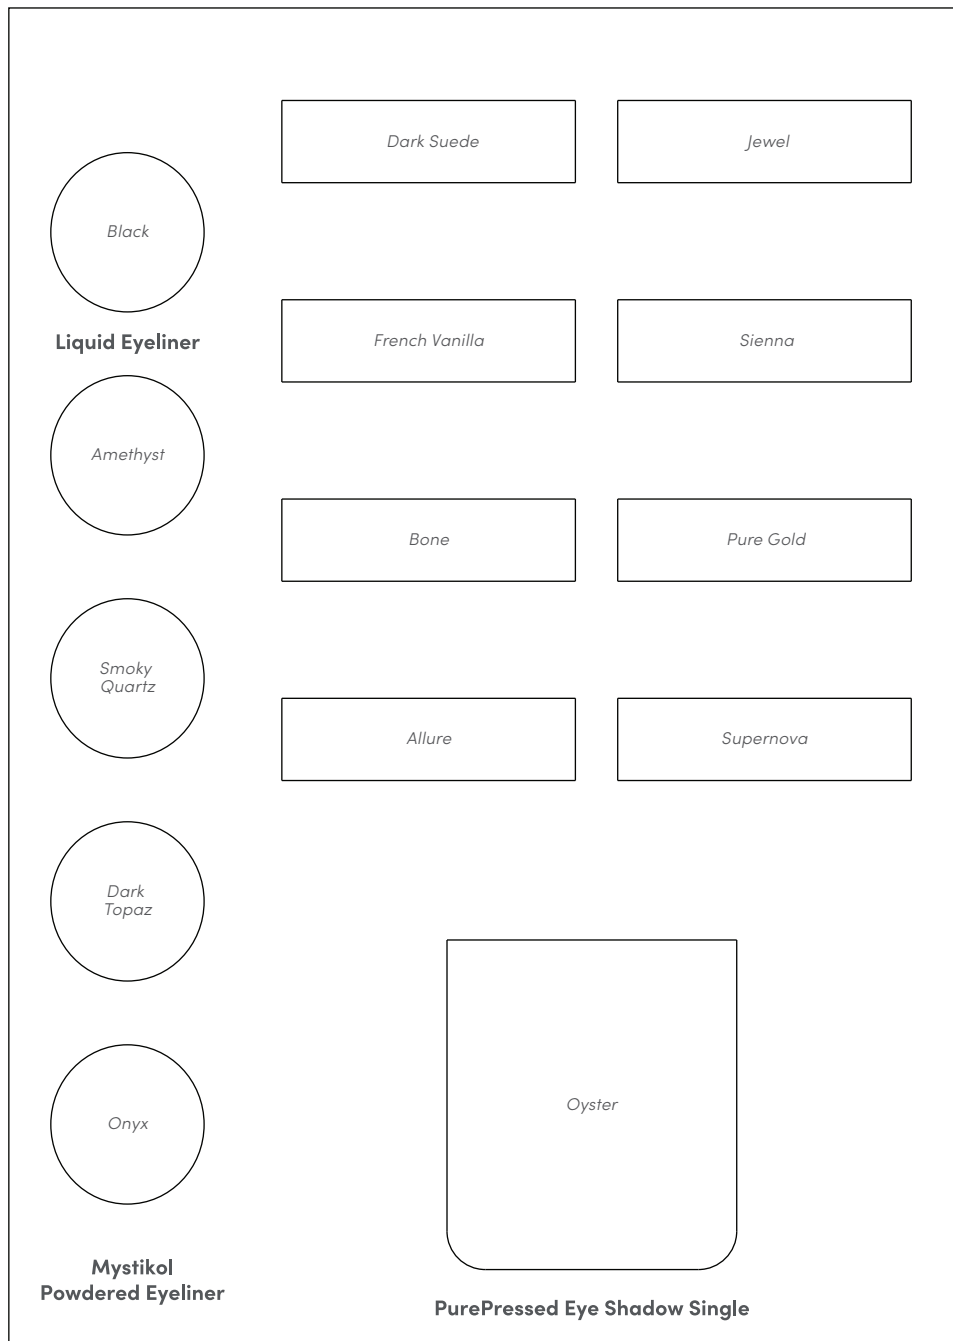 Dark Suede
Jewel
Black
Liquid Eyeliner
French Vanilla
Sienna
Amethyst
Bone
Pure Gold
Smoky
Quartz
Allure
Supernova
Dark
Topaz
Oyster
Onyx
Mystikol
Powdered Eyeliner
PurePressed Eye Shadow Single